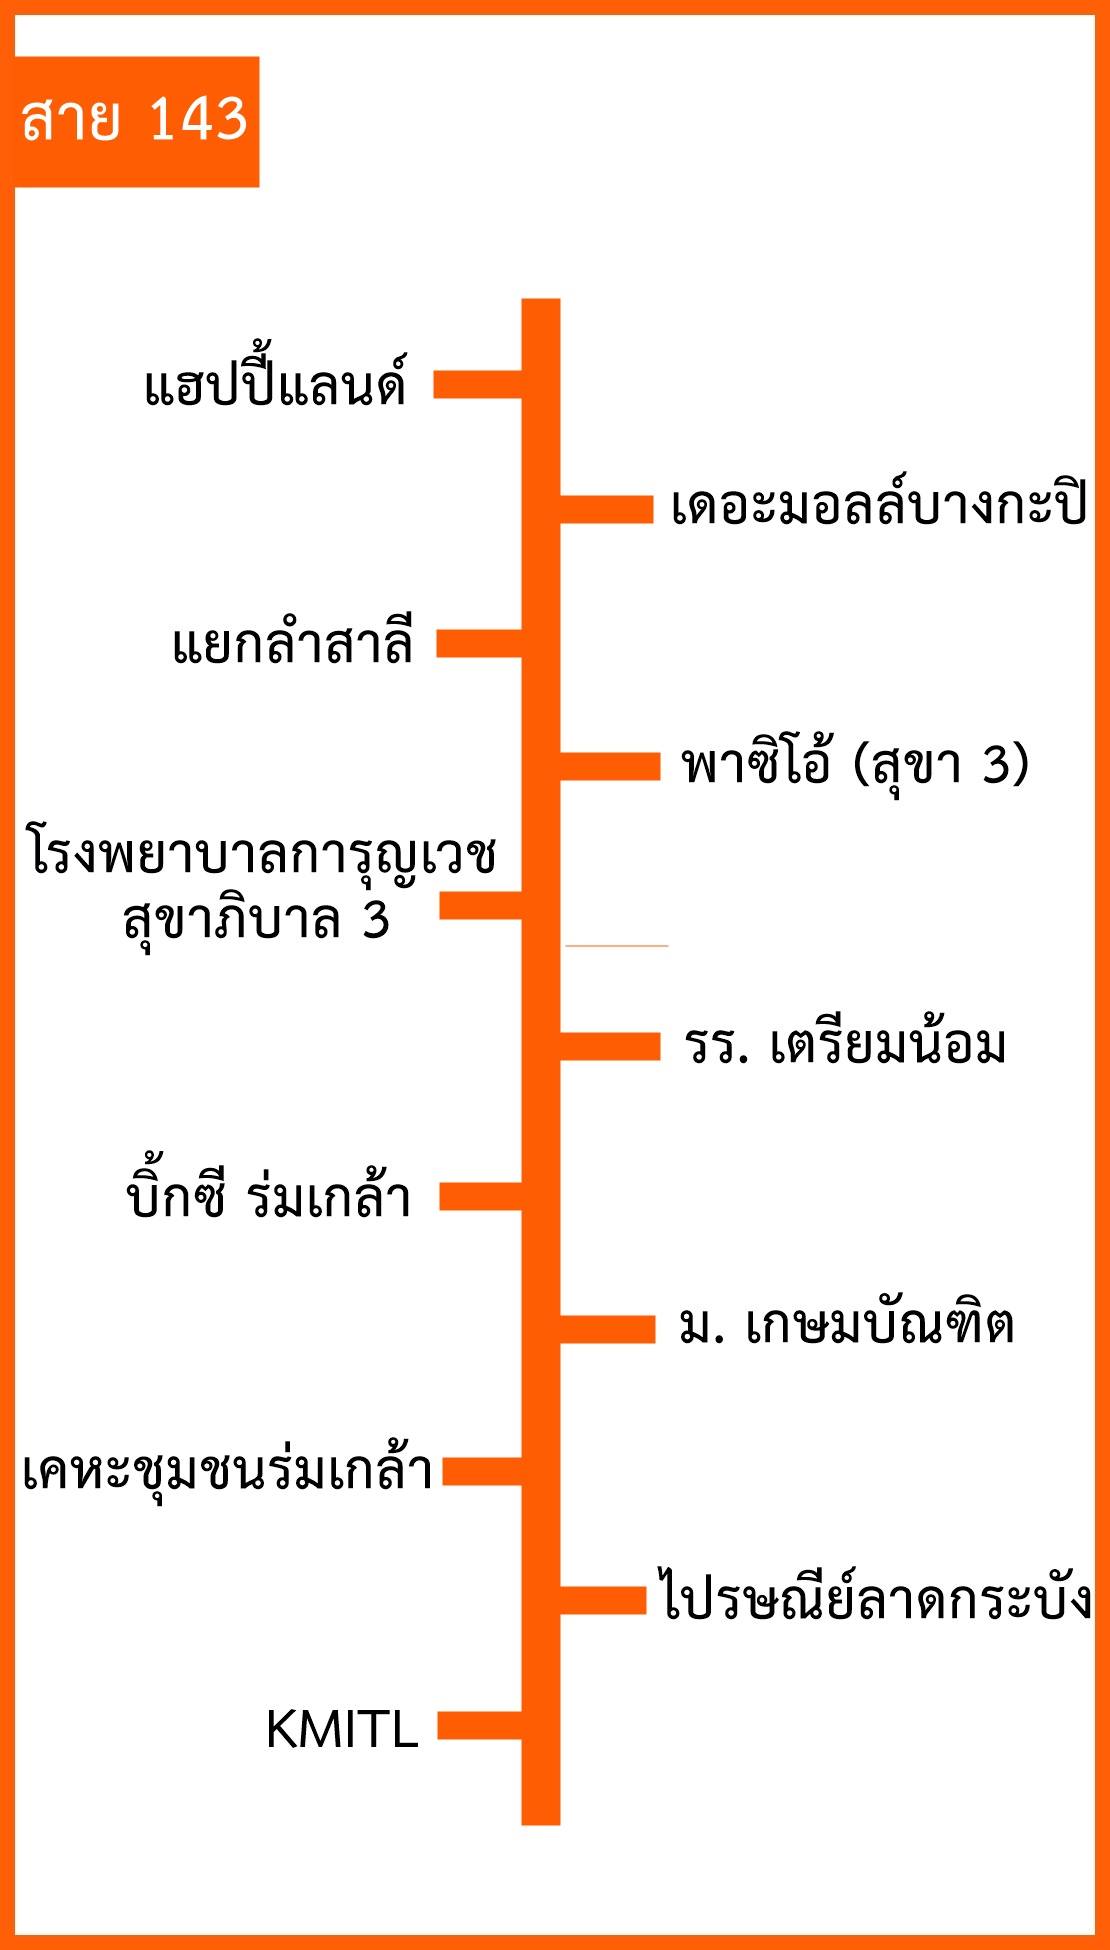 สาย 143
แฮปปี้แลนด์
เดอะมอลล์บางกะปิ
แยกลำสาลี
พาซิโอ้ (สุขา 3)
โรงพยาบาลการุญเวช
สุขาภิบาล 3
รร. เตรียมน้อม
บิ้กซี ร่มเกล้า
ม. เกษมบัณฑิต
เคหะชุมชนร่มเกล้า
ไปรษณีย์ลาดกระบัง
KMITL